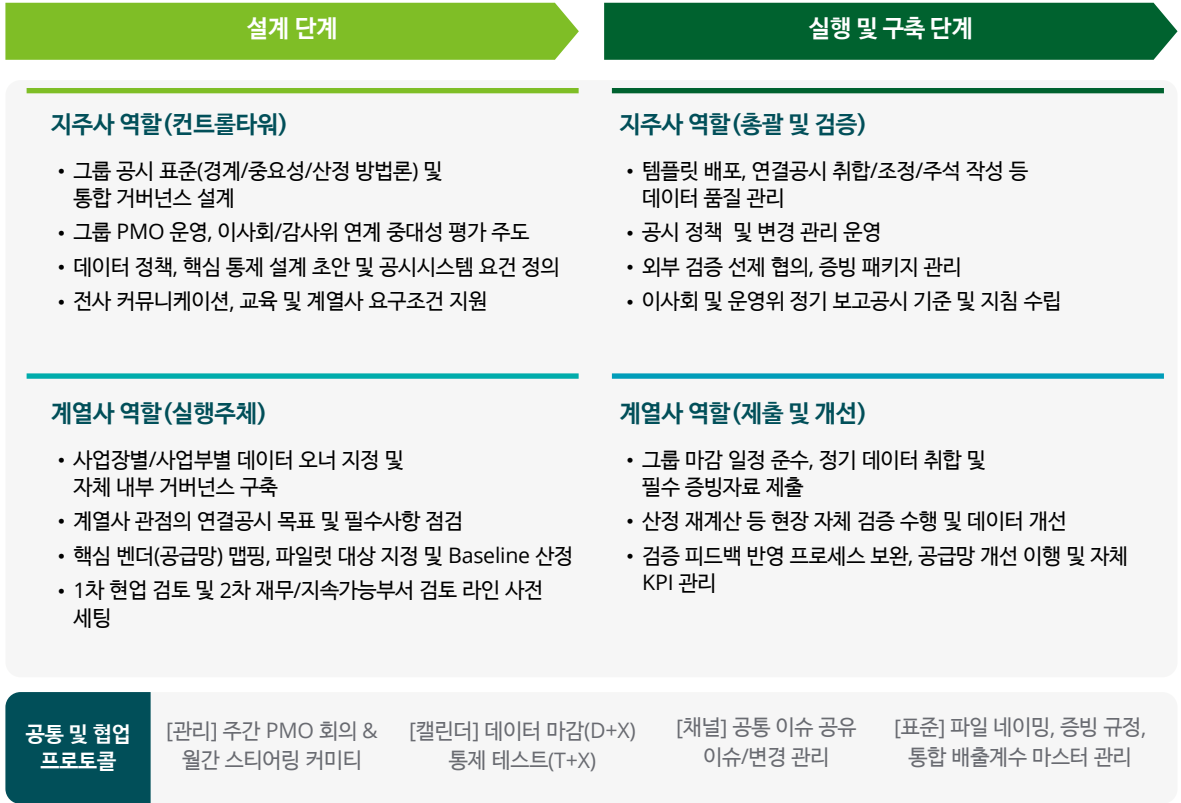 설계 단계
실행 및 구축 단계
지주사 역할(컨트롤타워)
• 그룹 공시 표준(경계/중요성/산정 방법론) 및
통합 거버넌스 설계
• 그룹 PMO 운영, 이사회/감사위 연계 중대성 평가 주도
• 데이터 정책, 핵심 통제 설계 초안 및 공시시스템 요건 정의
• 전사 커뮤니케이션, 교육 및 계열사 요구조건 지원
지주사 역할(총괄 및 검증)
• 템플릿 배포, 연결공시 취합/조정/주석 작성 등
데이터 품질 관리
• 공시 정책 및 변경 관리 운영
• 외부 검증 선제 협의, 증빙 패키지 관리
• 이사회 및 운영위 정기 보고공시 기준 및 지침 수립
계열사 역할(실행주체)
• 사업장별/사업부별 데이터 오너 지정 및
자체 내부 거버넌스 구축
• 계열사 관점의 연결공시 목표 및 필수사항 점검
• 핵심 벤더(공급망) 맵핑, 파일럿 대상 지정 및 Baseline 산정
• 1차 현업 검토 및 2차 재무/지속가능부서 검토 라인 사전
세팅
계열사 역할(제출 및 개선)
• 그룹 마감 일정 준수, 정기 데이터 취합 및
필수 증빙자료 제출
• 산정 재계산 등 현장 자체 검증 수행 및 데이터 개선
• 검증 피드백 반영 프로세스 보완, 공급망 개선 이행 및 자체
KPI 관리
공통 및 협업
프로토콜
[관리] 주간 PMO 회의 &
월간 스티어링 커미티
[캘린더] 데이터 마감(D+X)
통제 테스트(T+X)
[채널] 공통 이슈 공유
이슈/변경 관리
[표준] 파일 네이밍, 증빙 규정,
통합 배출계수 마스터 관리